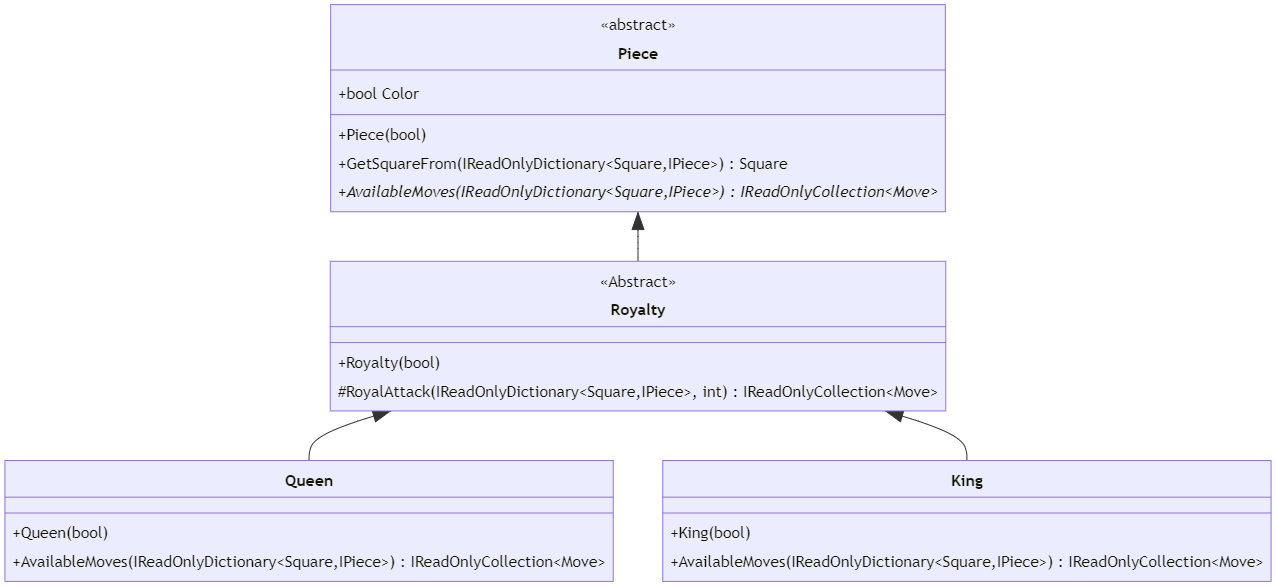 «abstract»
Piece
+bool Color
+Piece(bool)
+GetSquareFrom(IReadOnlyDictionary<Square,IPiece>) : Square
+AvailableMoves(IReadOnlyDictionary<Square,IPiece>) : IReadOnlyCollection<Move>
«Abstract»
Royalty
+Royalty(bool)
#RoyalAttack(IReadOnlyDictionary<Square,IPiece>, int) : IReadOnlyCollection<Move>
Queen
+Queen(bool)
+AvailableMoves(IReadOnlyDictionary<Square,IPiece>) : IReadOnlyCollection<Move>
King
+King(bool)
+AvailableMoves(IReadOnlyDictionary<Square,IPiece>) : IReadOnlyCollection<Move>